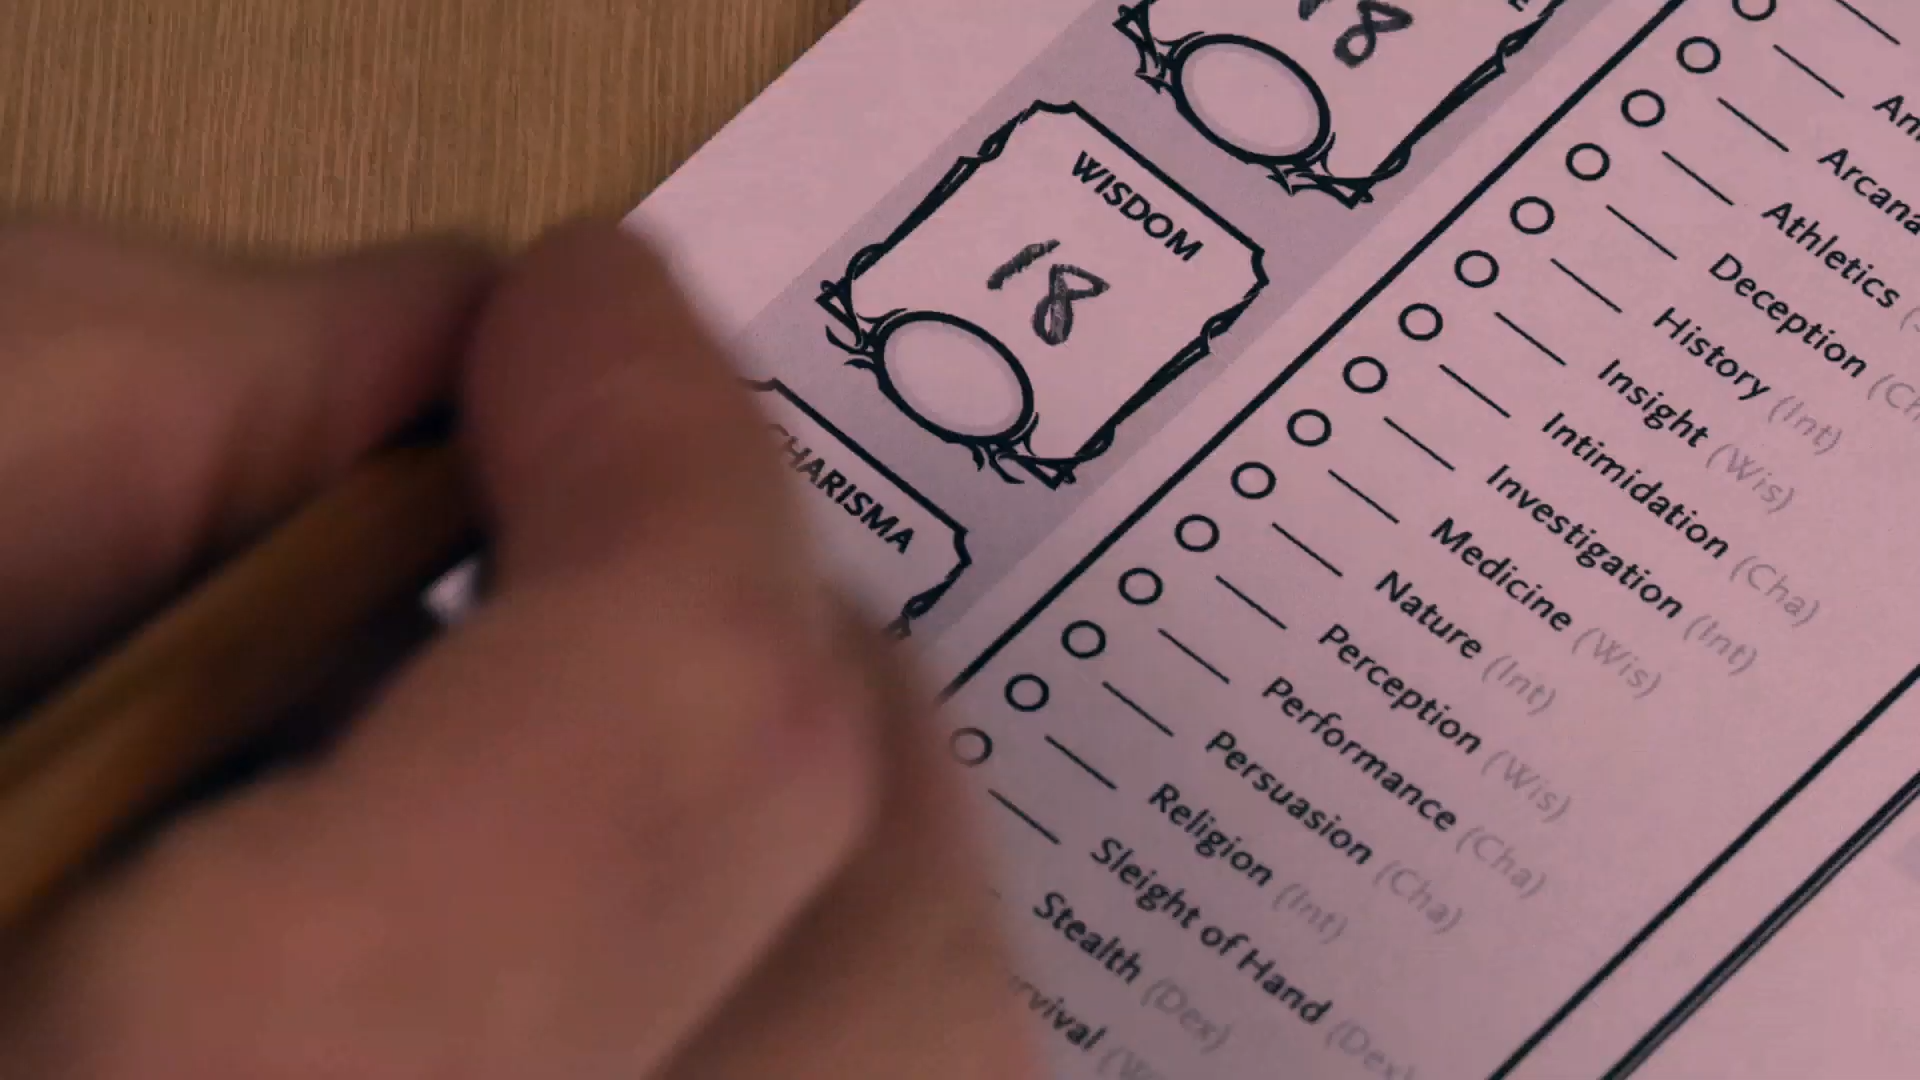 18
WISDOM
18
CHARISMA
Arcana
Athletics
Deception
History (Int)
Insight (Wis)
Intimidation (Cha)
Investigation (Int)
Medicine (Wis)
Nature (Int)
Perception (Wis)
Performance (Cha)
Persuasion (Cha)
Religion (Int)
Sleight of Hand (Dex)
Stealth (Dex)